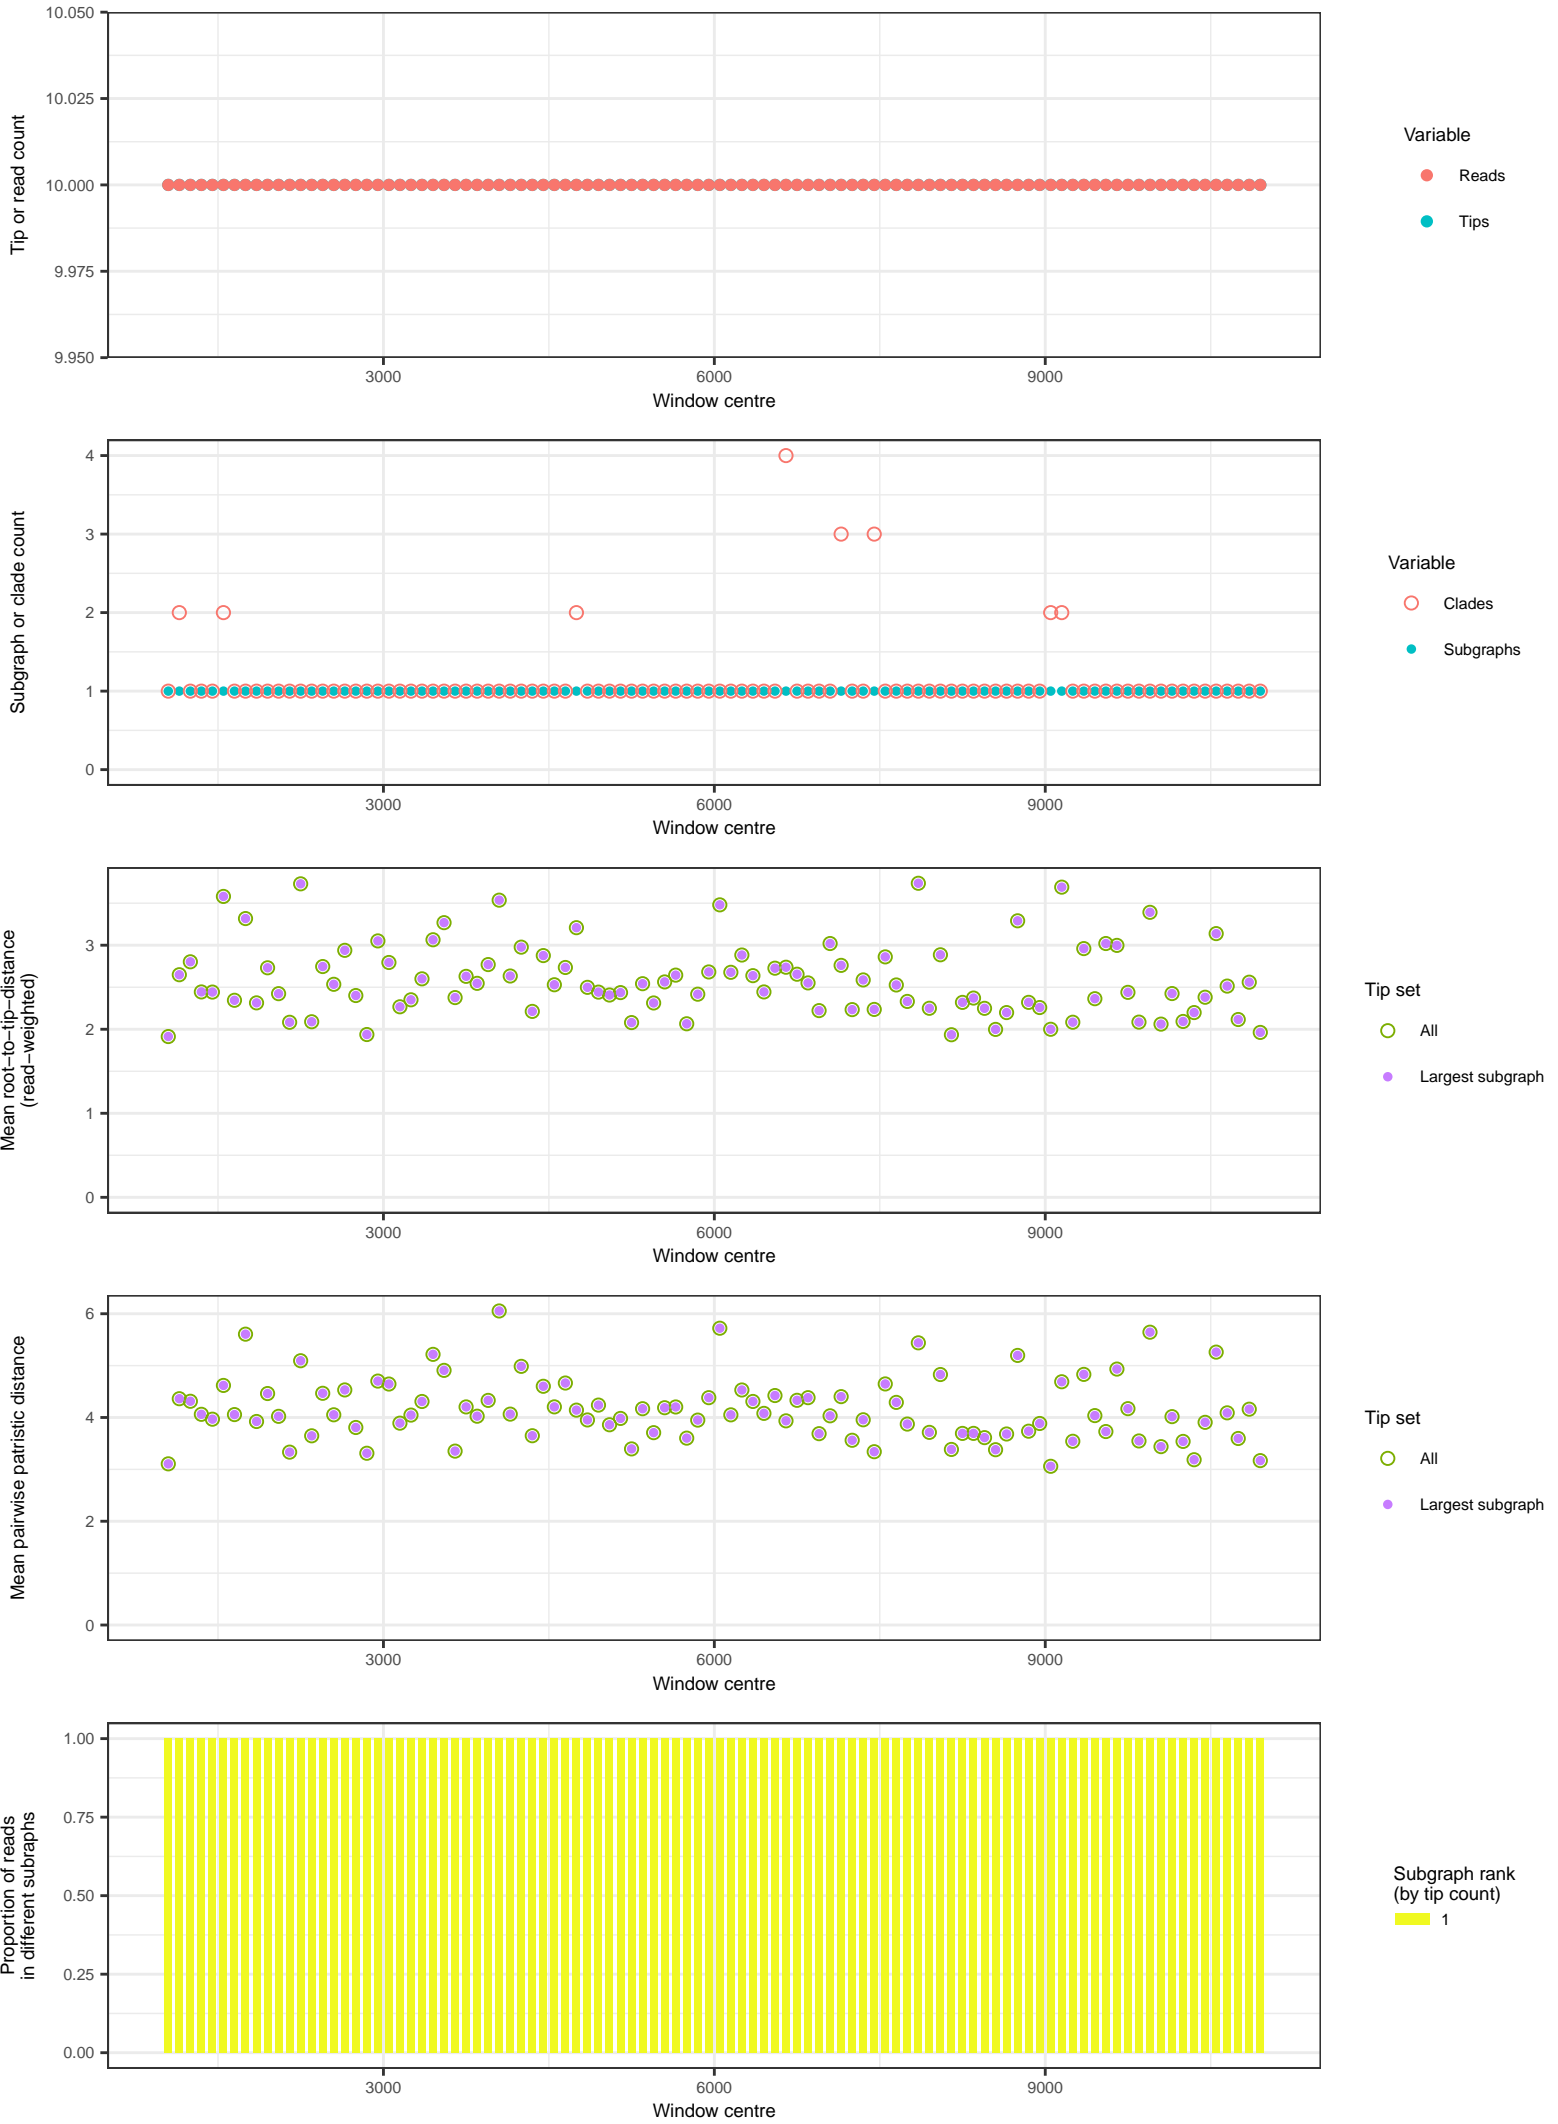 10.050
10.025
10.000
9.975
9.950
Tip or read count
3000 6000 9000
Window centre
Variable
Reads
Tips
4
3
2
1
0
Subgraph or clade count
3000 6000 9000
Window centre
Variable
Clades
Subgraphs
3
2
1
0
Mean root−to−tip−distance
(read−weighted)
3000 6000 9000
Window centre
Tip set
All
Largest subgraph
6
4
2
0
Mean pairwise patristic distance
3000 6000 9000
Window centre
Tip set
All
Largest subgraph
1.00
0.75
0.50
0.25
0.00
Proportion of reads
in different subraphs
3000 6000 9000
Window centre
Subgraph rank
(by tip count)
1